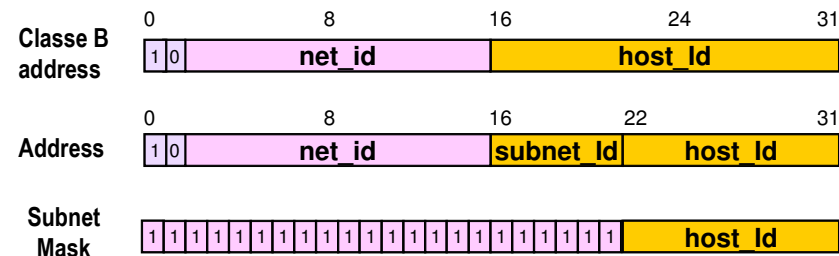 0 8 16 24 31
Classe B
address
1 0 net_id host_Id
0 8 16 22 31
Address 1 0 net_id subnet_Id host_Id
Subnet
Mask
1 1 1 1 1 1 1 1 1 1 1 1 1 1 1 1 1 1 1 1 1 1 host_Id